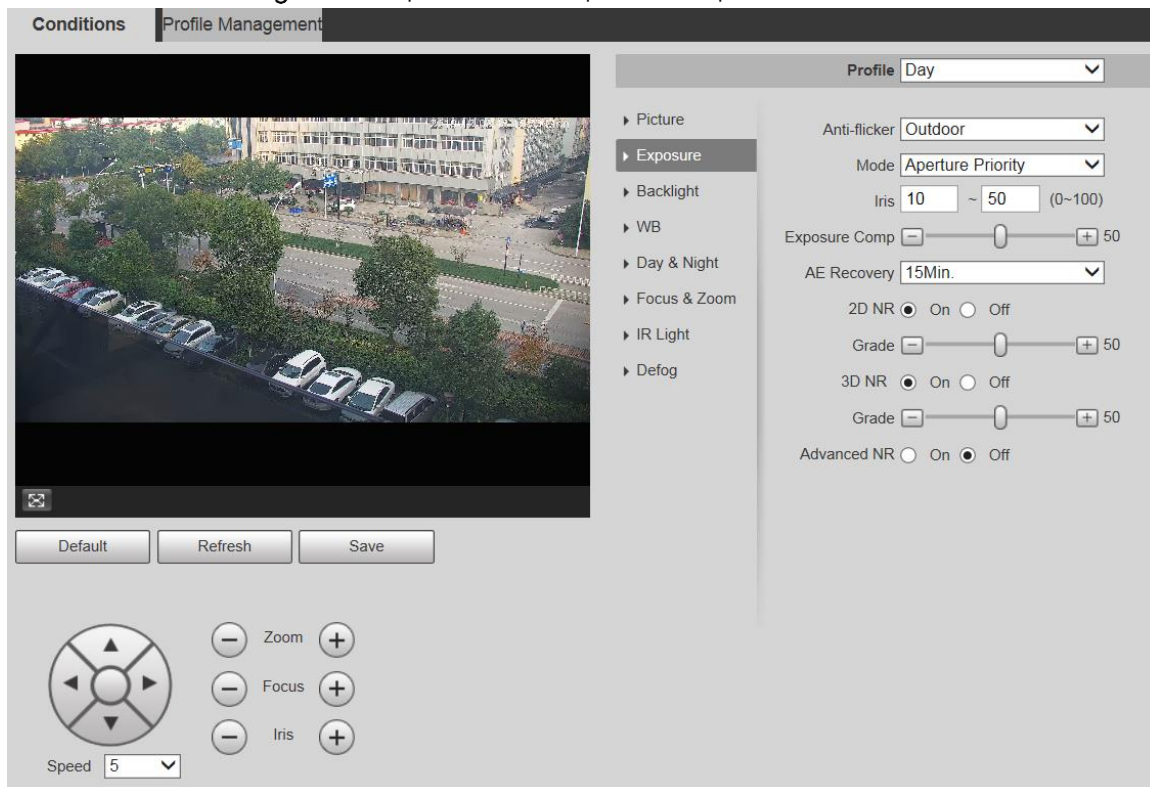 Conditions
Profile Management
Profile Day
Picture
Exposure
Backlight
WB
Day & Night
Focus & Zoom
IR Light
Defog
Anti-flicker Outdoor
Mode Aperture Priority
Iris 10 ~ 50 (0~100)
Exposure Comp 50
AE Recovery 15Min.
2D NR On Off
Grade 50
3D NR On Off
Grade 50
Advanced NR On Off
Default
Refresh
Save
Zoom
Focus
Iris
Speed 5